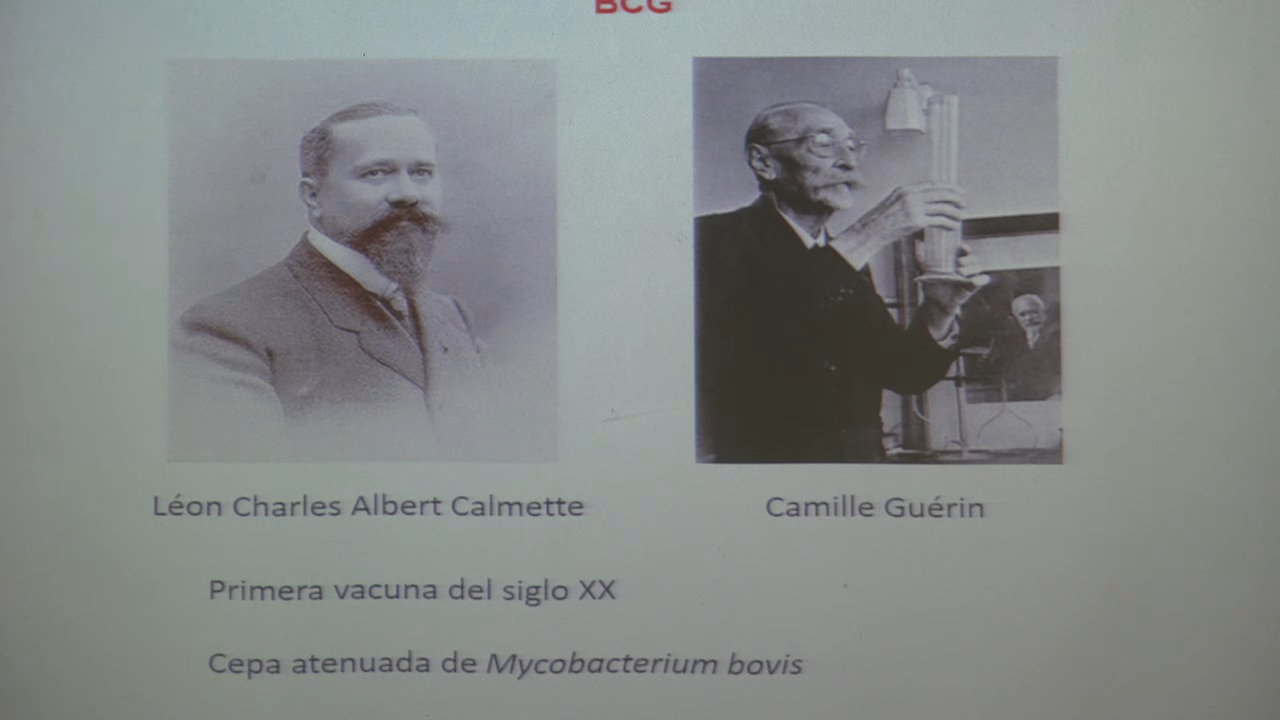 BCG
Léon Charles Albert Calmette
Camille Guérin
Primera vacuna del siglo XX
Cepa atenuada de Mycobacterium bovis